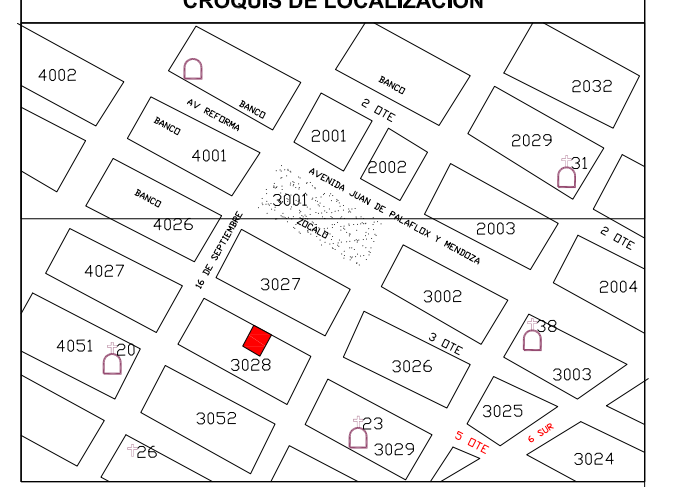 CROQUIS DE LOCALIZACIÓN
4002
BANCO
BANCO
2032
BANCO
AV REFORMA
2 OTE
2001
2002
2029
31
4001
BANCO
4026
16 DE SEPTIEMBRE
3001
ZOCALO
AVENIDA JUAN DE PALAFLOX Y MENDOZA
2003
2 OTE
4027
3027
3002
2004
4051
20
3028
3 OTE
3026
38
3003
3052
23
3029
3025
5 OTE
6 SUR
26
3024